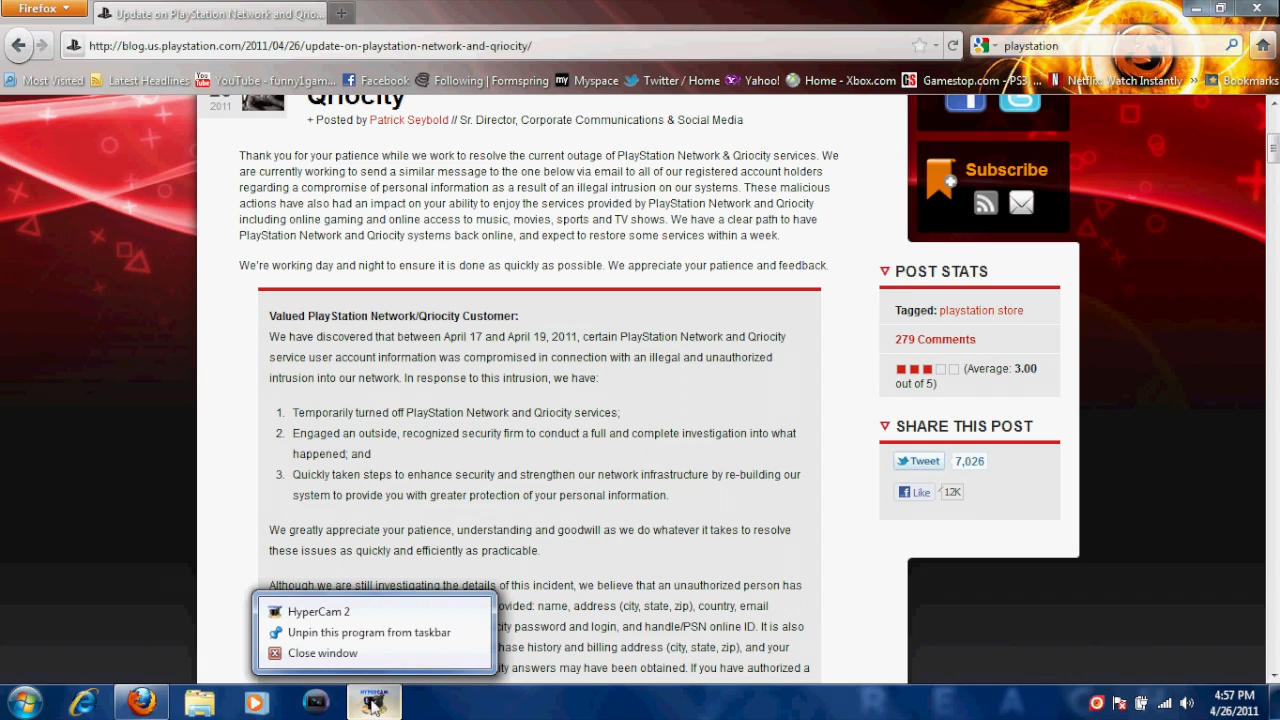 Firefox
Update on PlayStation Network and Qrio...
http://blog.us.playstation.com/2011/04/26/update-on-playstation-network-and-qriocity/
playstation
Most Visited Latest Headlines YouTube - funny1gam... Facebook Following | Formspring Myspace Twitter / Home Yahoo! Home - Xbox.com Gamestop.com - PS3, ... Netflix: Watch Instantly » Bookmarks
2011
Qriocity
+ Posted by Patrick Seybold // Sr. Director, Corporate Communications & Social Media
Thank you for your patience while we work to resolve the current outage of PlayStation Network & Qriocity services. We
are currently working to send a similar message to the one below via email to all of our registered account holders
regarding a compromise of personal information as a result of an illegal intrusion on our systems. These malicious
actions have also had an impact on your ability to enjoy the services provided by PlayStation Network and Qriocity
including online gaming and online access to music, movies, sports and TV shows. We have a clear path to have
PlayStation Network and Qriocity systems back online, and expect to restore some services within a week.
We're working day and night to ensure it is done as quickly as possible. We appreciate your patience and feedback.
Valued PlayStation Network/Qriocity Customer:
We have discovered that between April 17 and April 19, 2011, certain PlayStation Network and Qriocity
service user account information was compromised in connection with an illegal and unauthorized
intrusion into our network. In response to this intrusion, we have:
1. Temporarily turned off PlayStation Network and Qriocity services;
2. Engaged an outside, recognized security firm to conduct a full and complete investigation into what
happened; and
3. Quickly taken steps to enhance security and strengthen our network infrastructure by re-building our
system to provide you with greater protection of your personal information.
We greatly appreciate your patience, understanding and goodwill as we do whatever it takes to resolve
these issues as quickly and efficiently as practicable.
Although we are still investigating the details of this incident, we believe that an unauthorized person has
ovided: name, address (city, state, zip), country, email
city password and login, and handle/PSN online ID. It is also
hase history and billing address (city, state, zip), and your
ity answers may have been obtained. If you have authorized a
Subscribe
POST STATS
Tagged: playstation store
279 Comments
(Average: 3.00
out of 5)
SHARE THIS POST
Tweet 7,026
Like 12K
HyperCam 2
Unpin this program from taskbar
Close window
HYPERCAM
R E A C
4:57 PM
4/26/2011